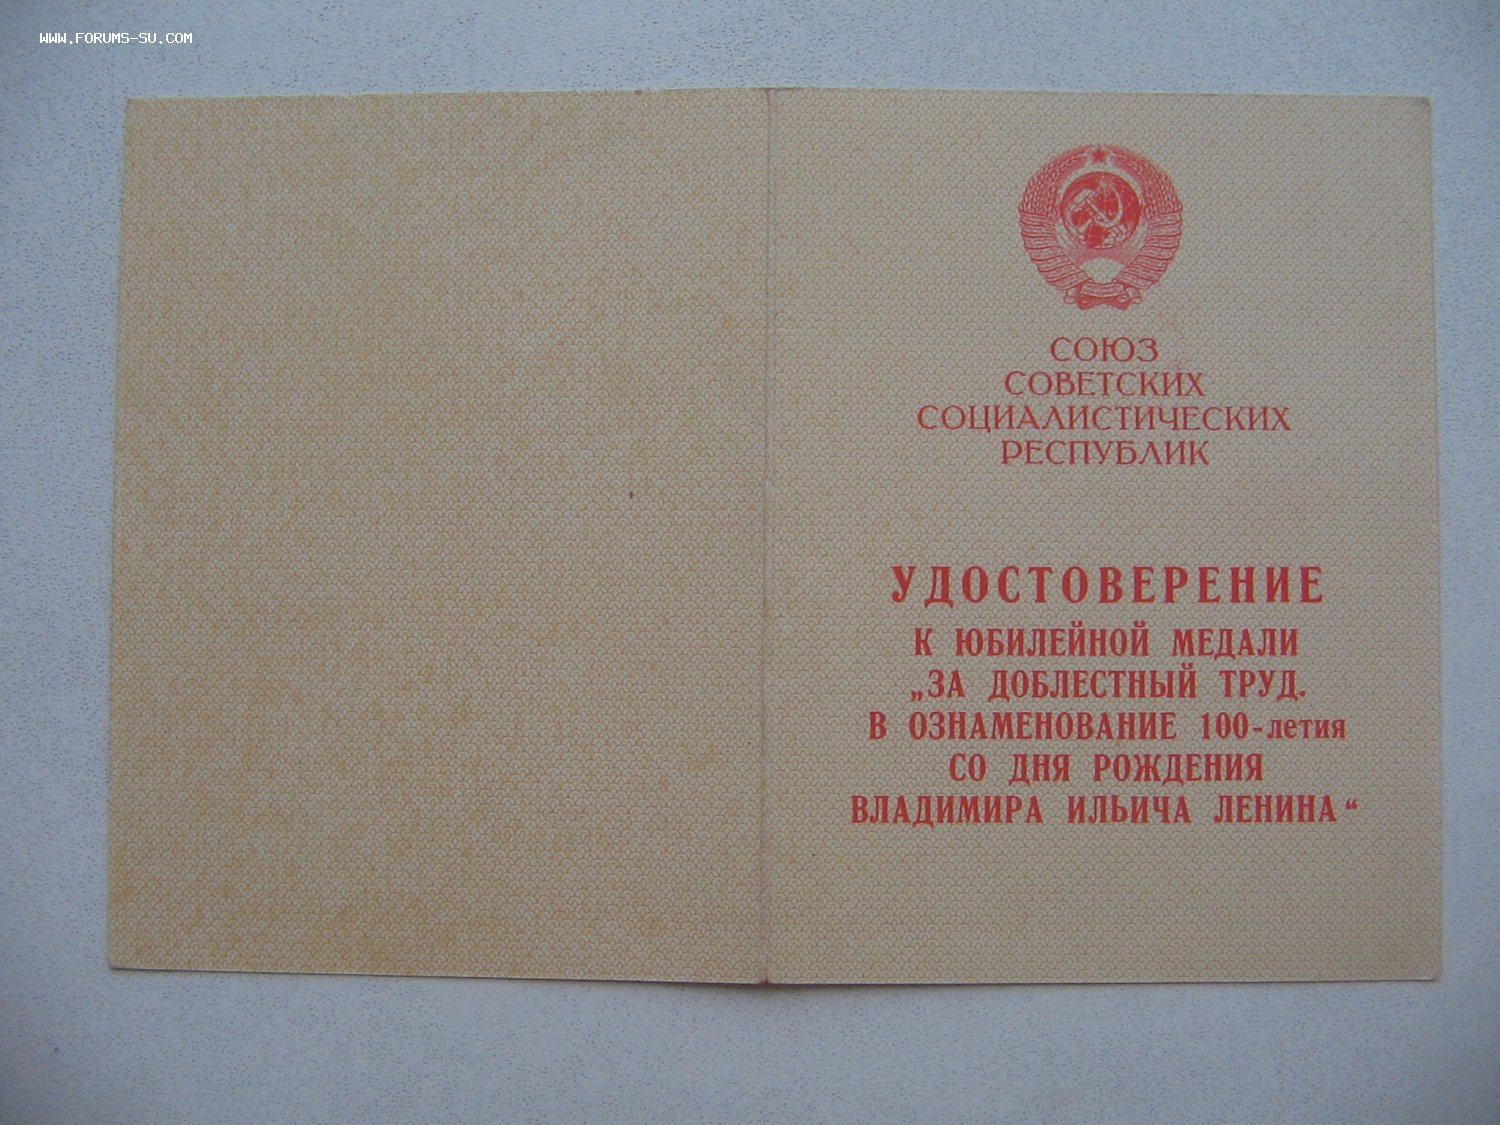 WWW.FORUMS-SU.COM
СОЮЗ
СОВЕТСКИХ
СОЦИАЛИСТИЧЕСКИХ
РЕСПУБЛИК
УДОСТОВЕРЕНИЕ
К ЮБИЛЕЙНОЙ МЕДАЛИ
„ЗА ДОБЛЕСТНЫЙ ТРУД.
В ОЗНАМЕНОВАНИЕ 100-летия
СО ДНЯ РОЖДЕНИЯ
ВЛАДИМИРА ИЛЬИЧА ЛЕНИНА“